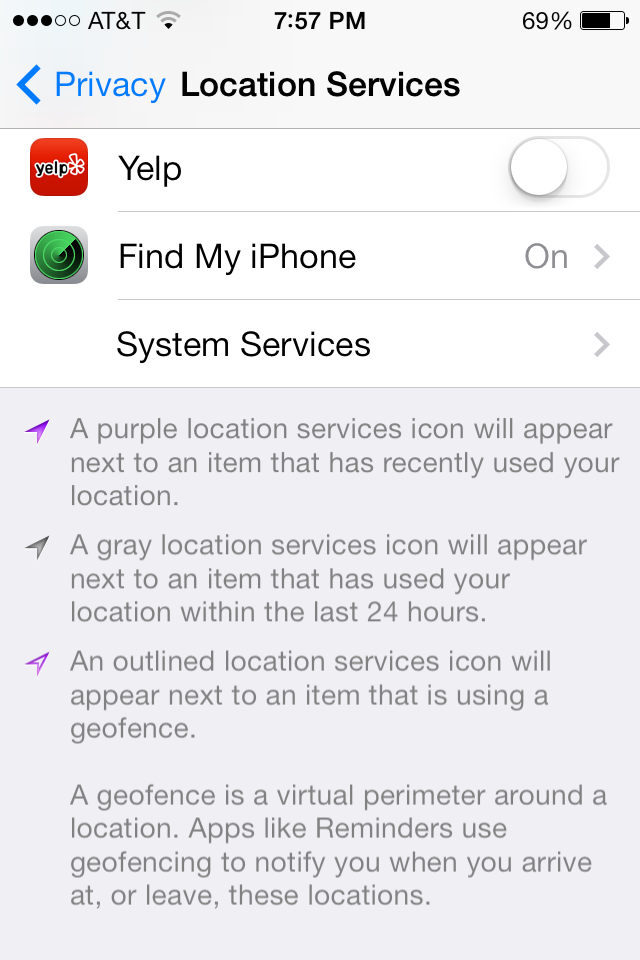 AT&T 7:57 PM 69%
Privacy Location Services
yelp Yelp
Find My iPhone On
System Services
A purple location services icon will appear
next to an item that has recently used your
location.
A gray location services icon will appear
next to an item that has used your
location within the last 24 hours.
An outlined location services icon will
appear next to an item that is using a
geofence.
A geofence is a virtual perimeter around a
location. Apps like Reminders use
geofencing to notify you when you arrive
at, or leave, these locations.